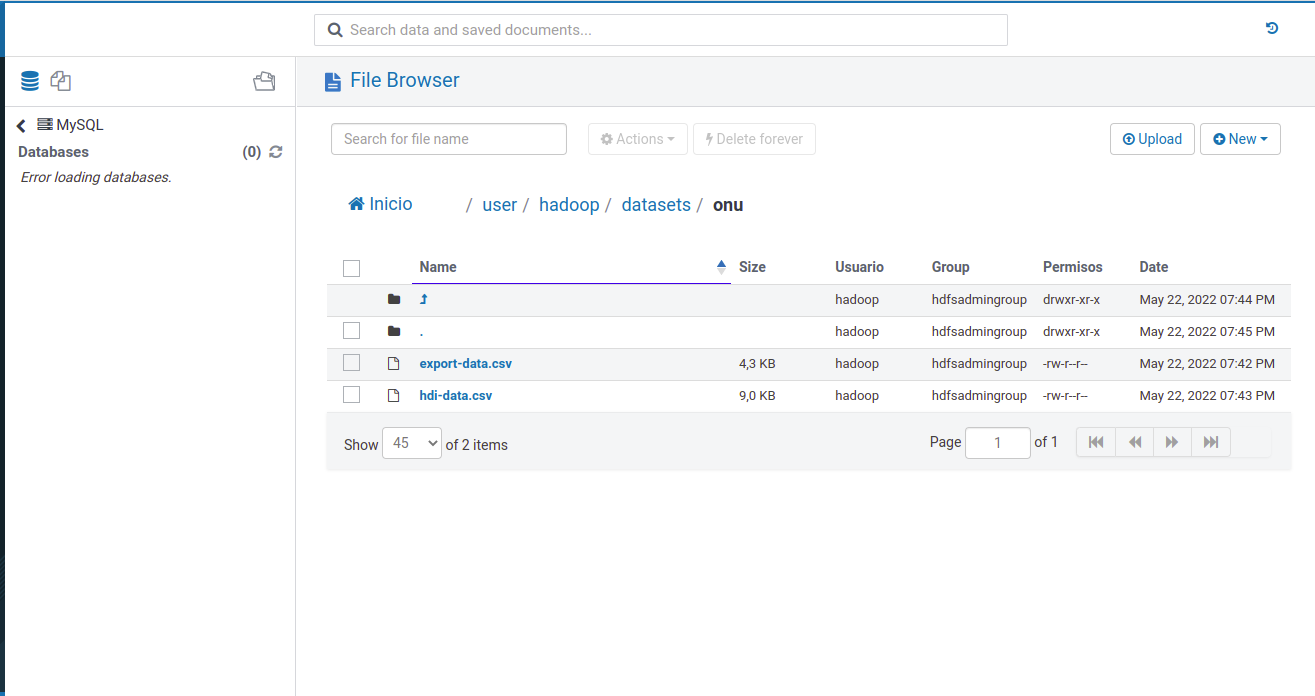 Search data and saved documents...
File Browser
MySQL
Databases (0)
Error loading databases.
Search for file name Actions Delete forever Upload New
Inicio / user / hadoop / datasets / onu
Name Size Usuario Group Permisos Date
hadoop hdfsadmingroup drwxr-xr-x May 22, 2022 07:44 PM
. hadoop hdfsadmingroup drwxr-xr-x May 22, 2022 07:45 PM
export-data.csv 4,3 KB hadoop hdfsadmingroup -rw-r--r-- May 22, 2022 07:42 PM
hdi-data.csv 9,0 KB hadoop hdfsadmingroup -rw-r--r-- May 22, 2022 07:43 PM
Show 45 of 2 items Page 1 of 1